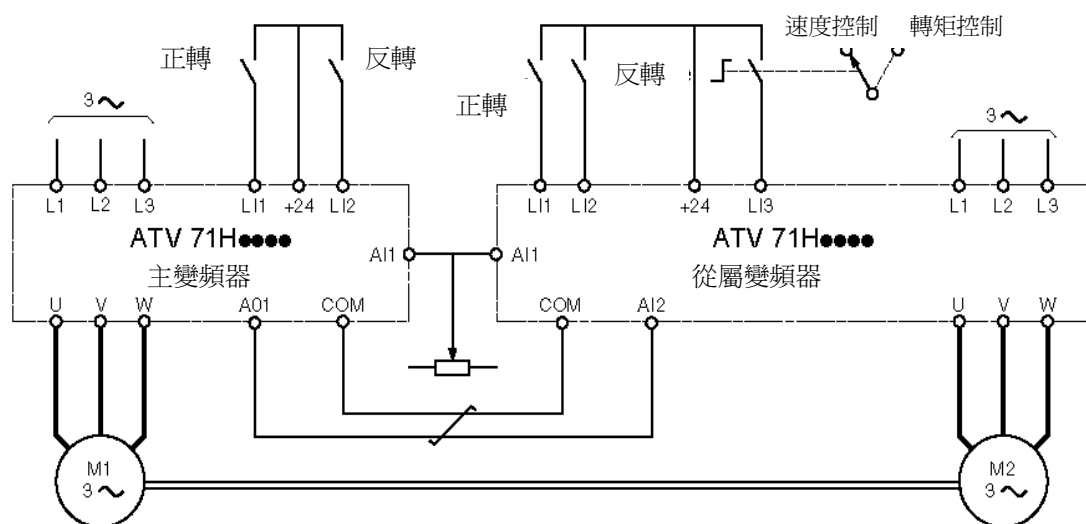 速度控制 轉矩控制
正轉 反轉 反轉
正轉
3 3
L1 L2 L3 LI1 +24 LI2 LI1 LI2 +24 LI3 L1 L2 L3
ATV 71H●●●● ATV 71H●●●●
AI1 AI1
主變頻器 從屬變頻器
U V W A01 COM COM AI2 U V W
M1 M2
3 3